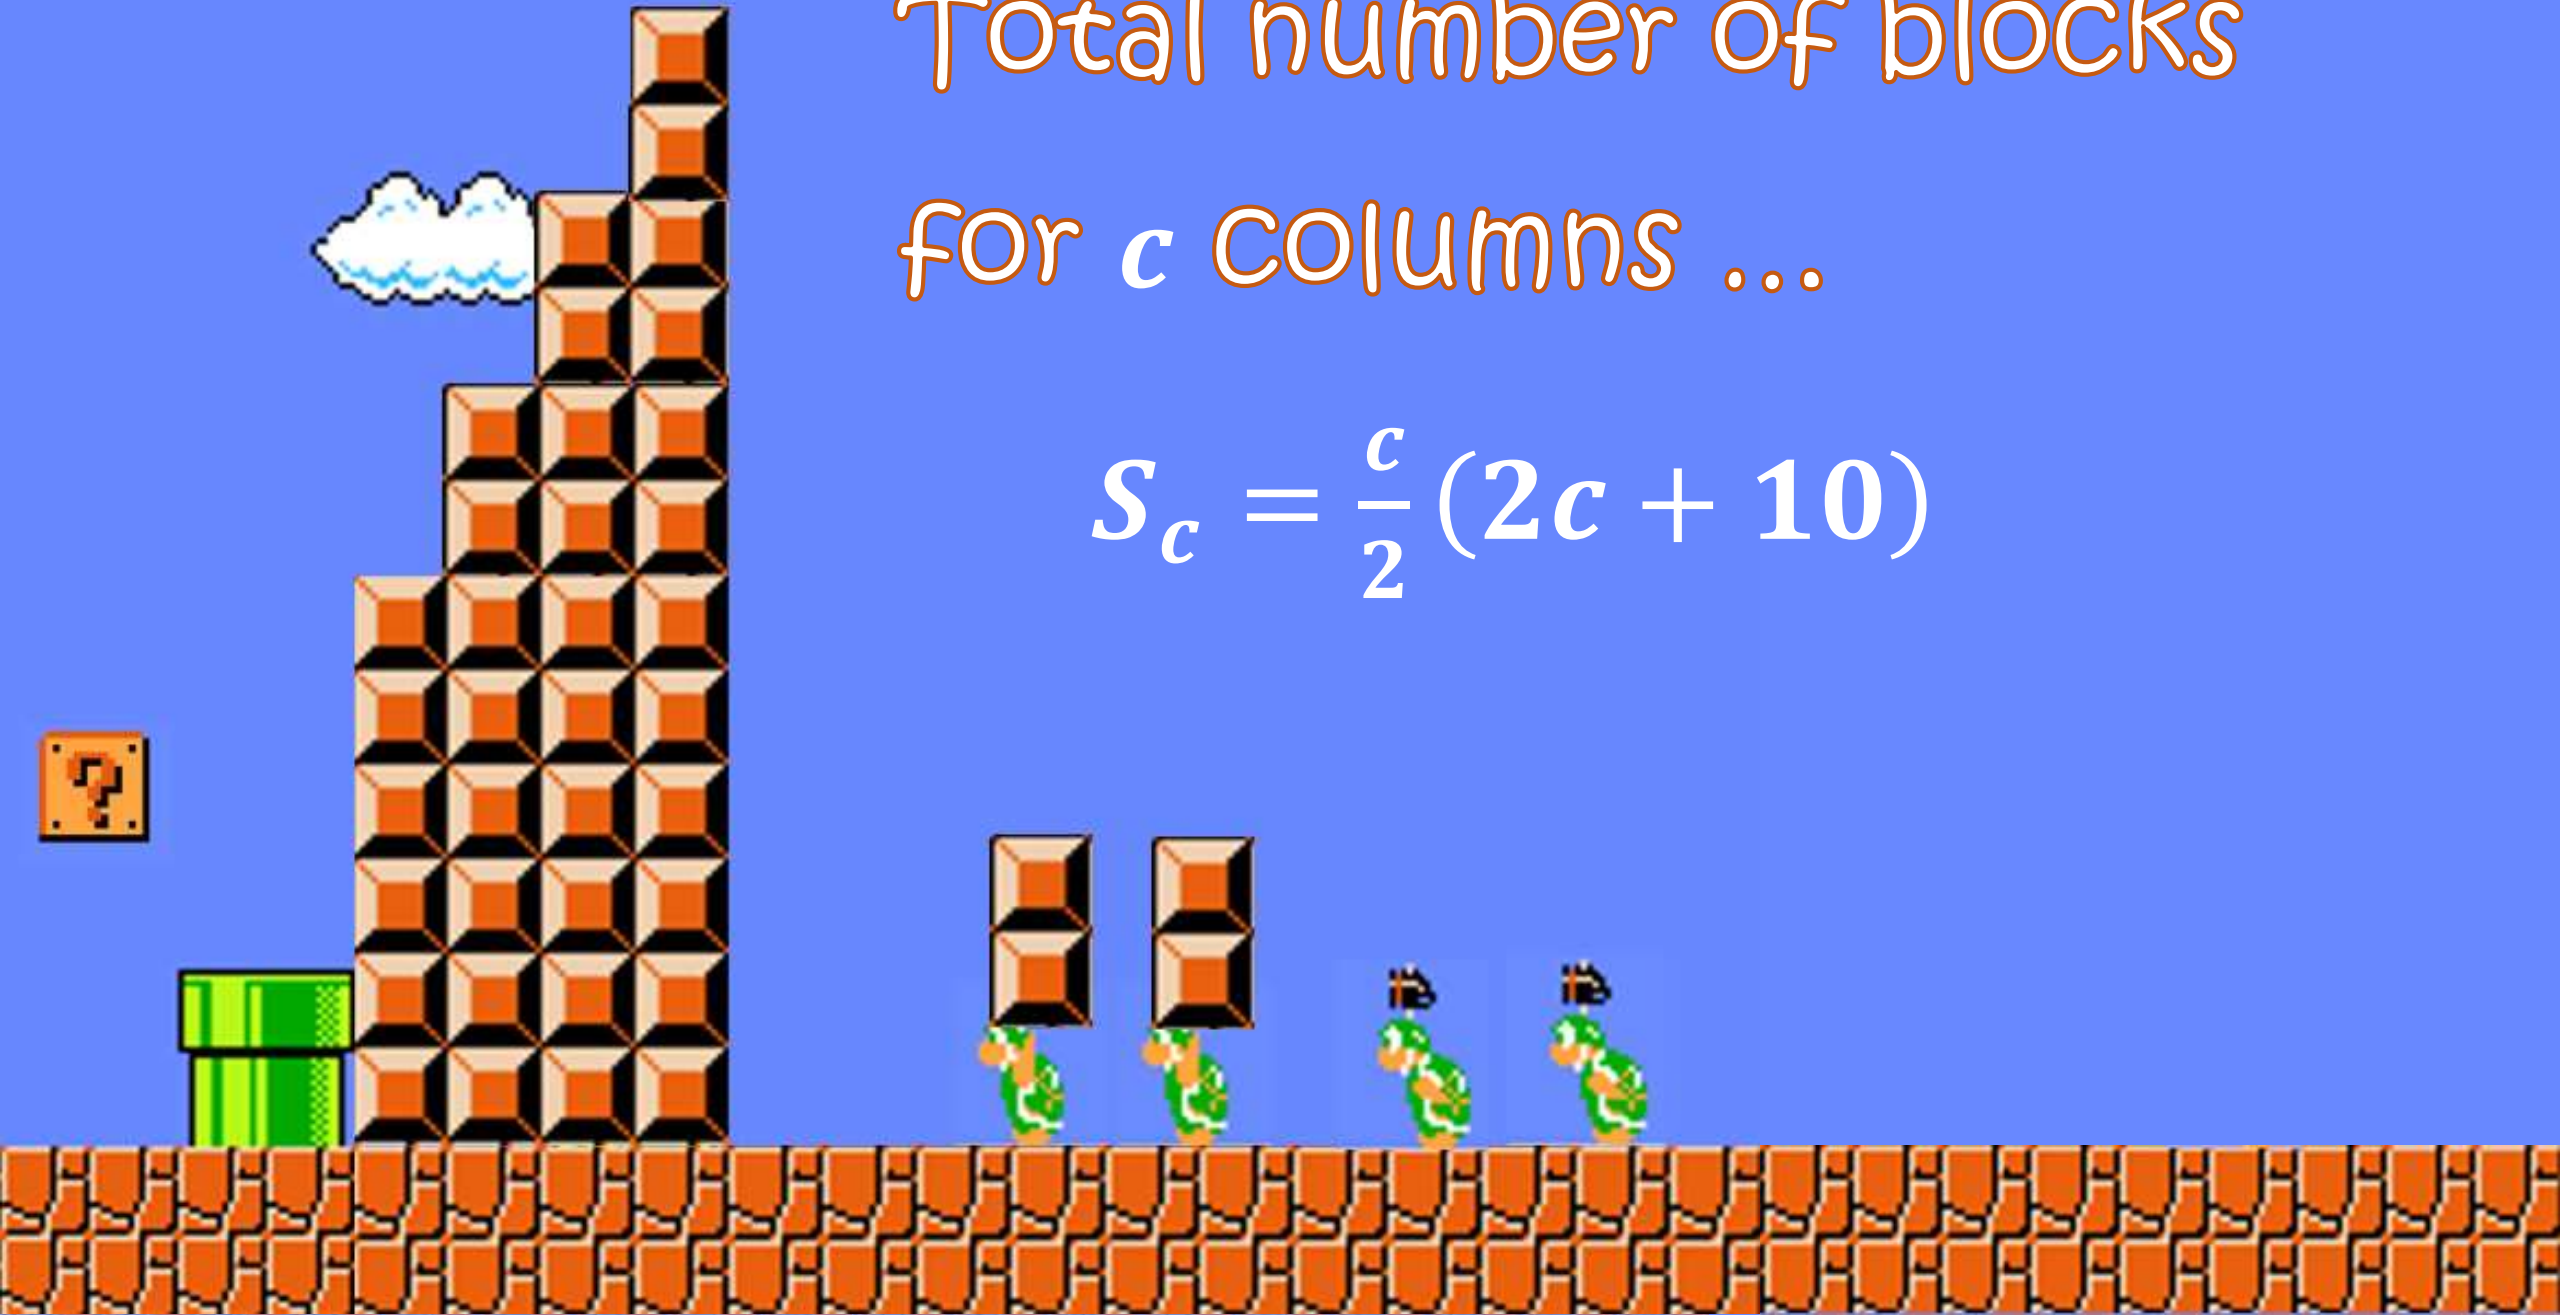 Total number of blocks
for c columns ...
?
S_c = c/2 (2c + 10)